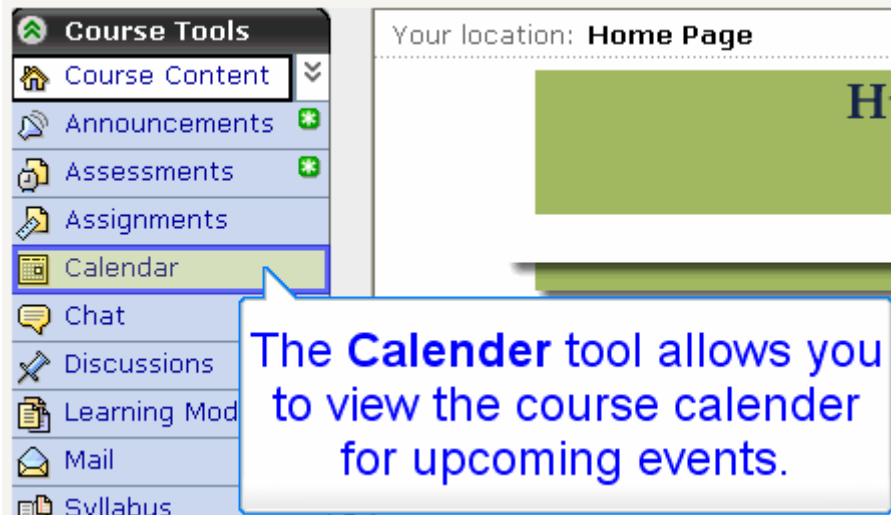 Course Tools
Course Content
Announcements
Assessments
Assignments
Calendar
Chat
Discussions
Learning Mod
Mail
Syllabus
Your location: Home Page
The Calender tool allows you
to view the course calender
for upcoming events.